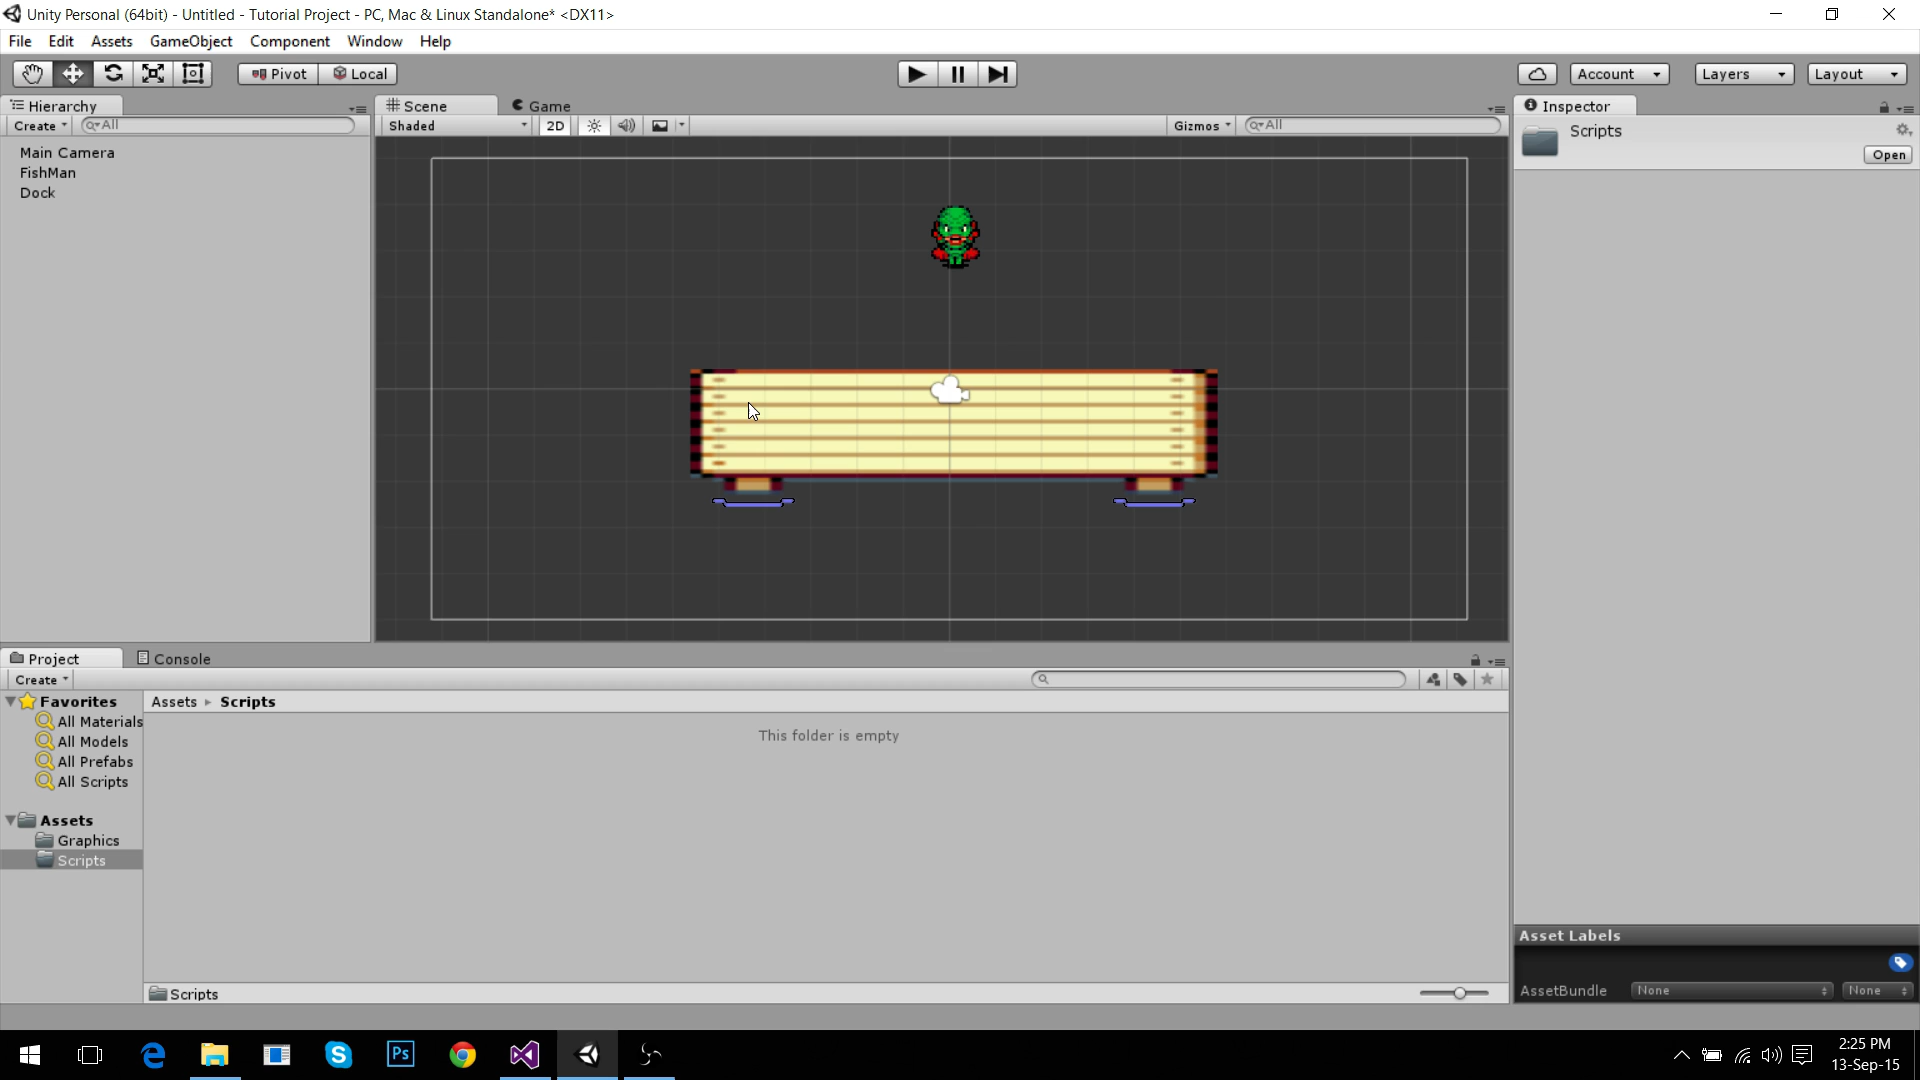 Unity Personal (64bit) - Untitled - Tutorial Project - PC, Mac & Linux Standalone* <DX11>
File Edit Assets GameObject Component Window Help
Pivot Local Account Layers Layout
Hierarchy Scene Game Inspector
Create All Shaded 2D Gizmos All
Scripts
Open
Main Camera
FishMan
Dock
Project Console
Create
Favorites
All Materials
All Models
All Prefabs
All Scripts
Assets
Graphics
Scripts
Assets Scripts
This folder is empty
Scripts
Asset Labels
AssetBundle None None
Ps
2:25 PM
13-Sep-15